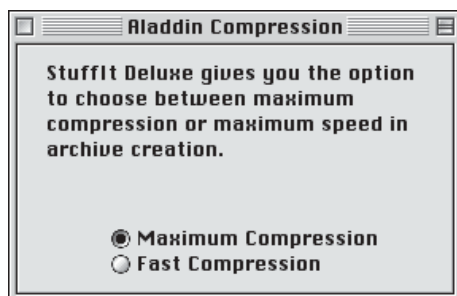 Aladdin Compression
StuffIt Deluxe gives you the option
to choose between maximum
compression or maximum speed in
archive creation.
Maximum Compression
Fast Compression